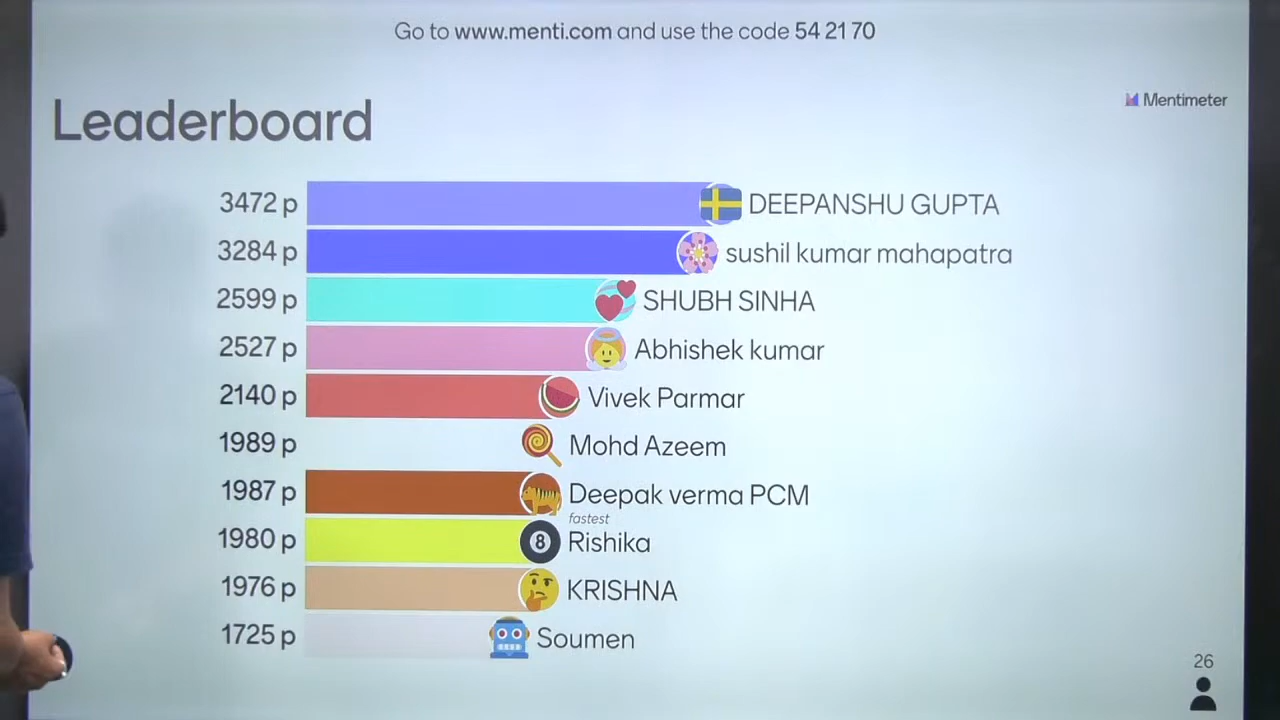 Go to www.menti.com and use the code 54 21 70
Mentimeter
Leaderboard
3472 p DEEPANSHU GUPTA
3284 p sushil kumar mahapatra
2599 p SHUBH SINHA
2527 p Abhishek kumar
2140 p Vivek Parmar
1989 p Mohd Azeem
1987 p Deepak verma PCM
fastest
1980 p 8 Rishika
1976 p KRISHNA
1725 p Soumen
26